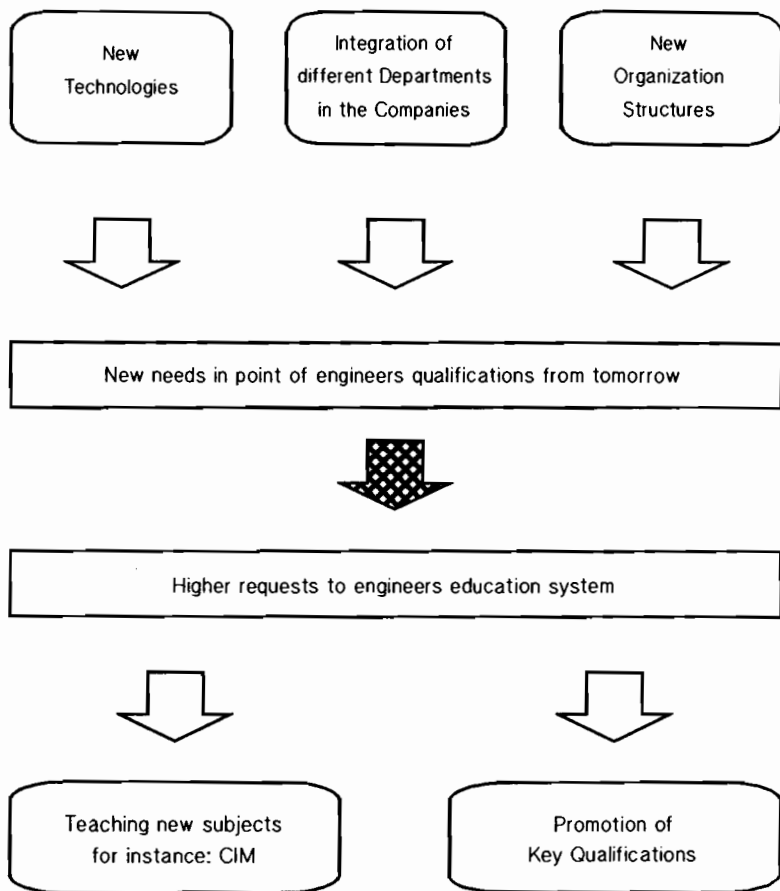 New
Technologies
Integration of
different Departments
in the Companies
New
Organization
Structures
New needs in point of engineers qualifications from tomorrow
Higher requests to engineers education system
Teaching new subjects
for instance: CIM
Promotion of
Key Qualifications